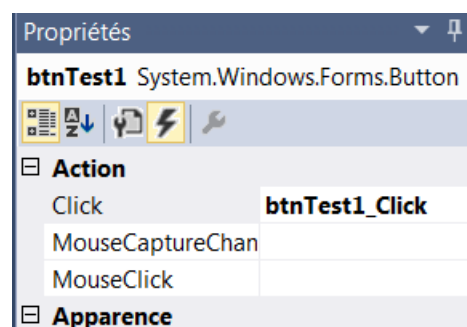 Propriétés
btnTest1 System.Windows.Forms.Button
Action
Click btnTest1_Click
MouseCaptureChan
MouseClick
Apparence